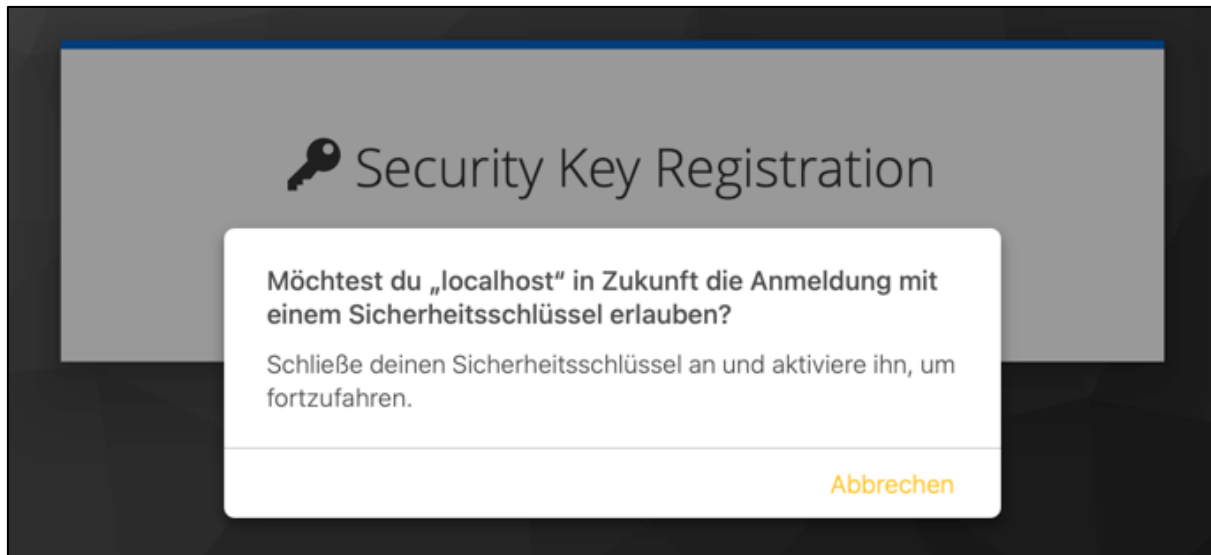 Security Key Registration
Möchtest du „localhost“ in Zukunft die Anmeldung mit
einem Sicherheitsschlüssel erlauben?
Schließe deinen Sicherheitsschlüssel an und aktiviere ihn, um
fortzufahren.
Abbrechen